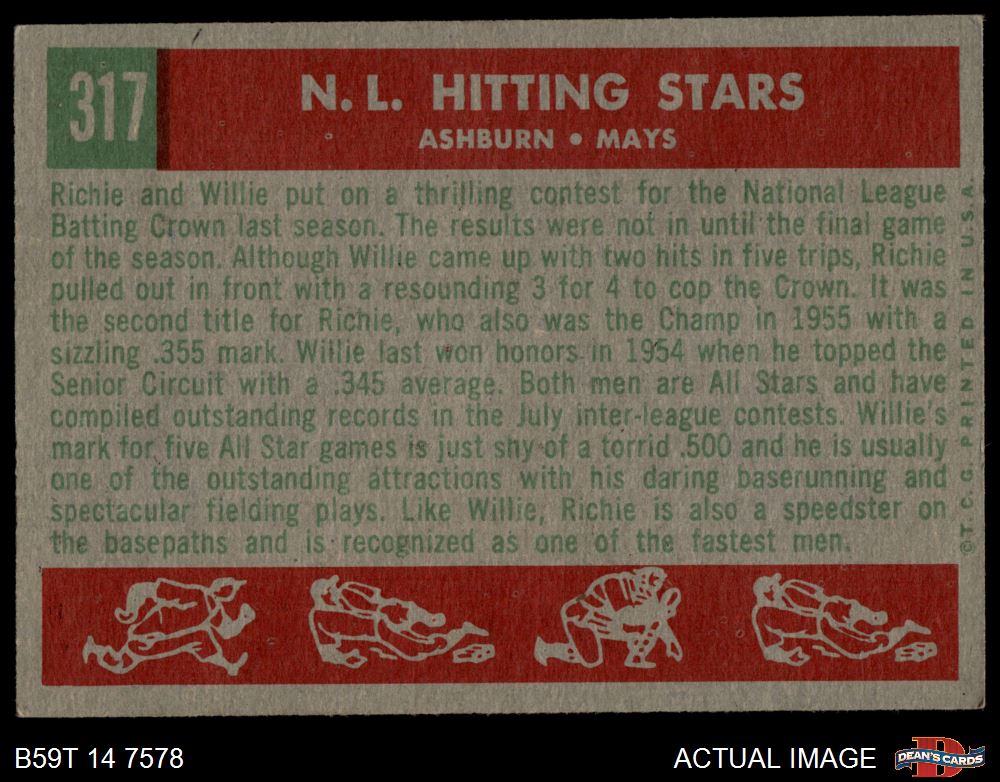 317
N. L. HITTING STARS
ASHBURN • MAYS
Richie and Willie put on a thrilling contest for the National League
Batting Crown last season. The results were not in until the final game
of the season. Although Willie came up with two hits in five trips, Richie
pulled out in front with a resounding 3 for 4 to cop the Crown. It was
the second title for Richie, who also was the Champ in 1955 with a
sizzling .355 mark. Willie last won honors in 1954 when he topped the
Senior Circuit with a .345 average. Both men are All Stars and have
compiled outstanding records in the July inter-league contests. Willie's
mark for five All Star games is just shy of a torrid .500 and he is usually
one of the outstanding attractions with his daring baserunning and
spectacular fielding plays. Like Willie, Richie is also a speedster on
the basepaths and is recognized as one of the fastest men.
© T. C. G. PRINTED IN U.S.A.
B59T 14 7578
ACTUAL IMAGE
D
DEAN'S CARDS